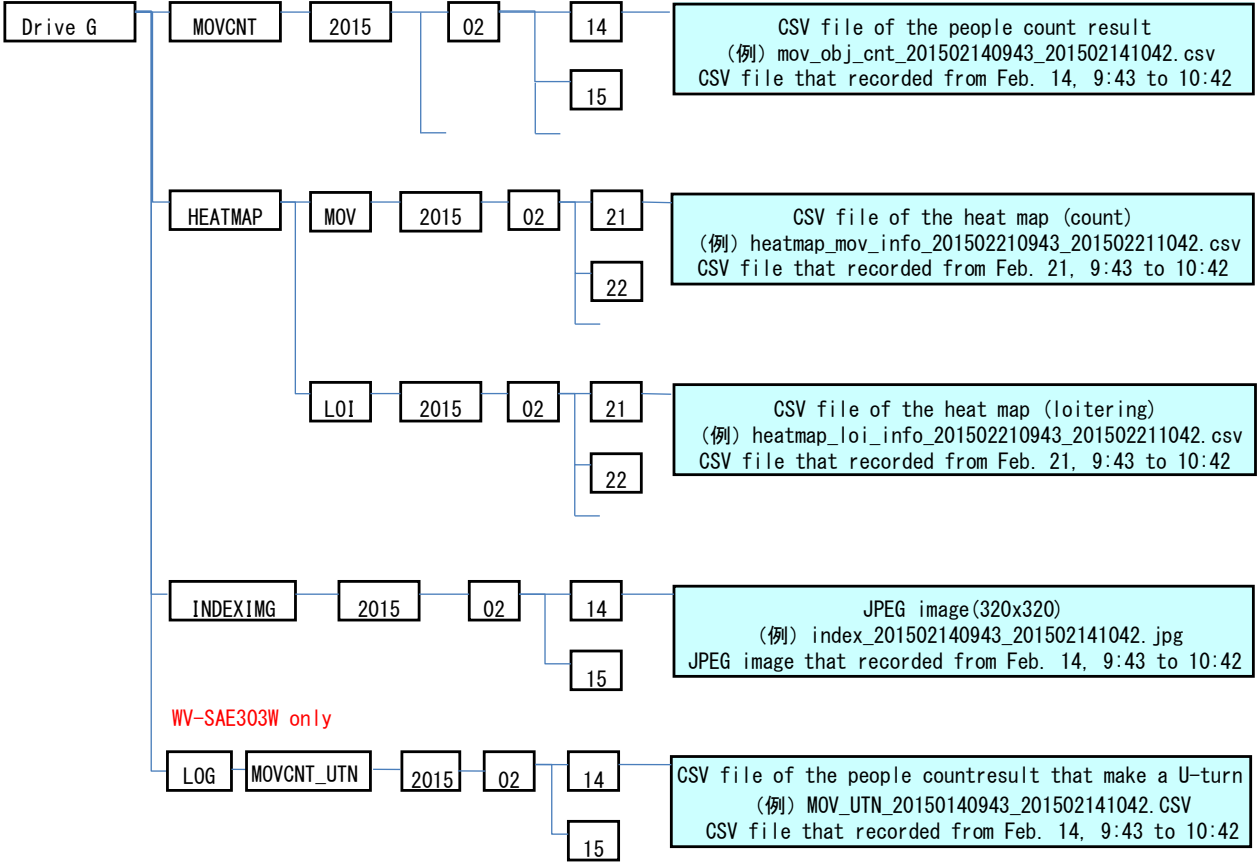 Drive G
MOVCNT
2015
02
14
CSV file of the people count result
（例）mov_obj_cnt_201502140943_201502141042.csv
CSV file that recorded from Feb. 14, 9:43 to 10:42
15
HEATMAP
MOV
2015
02
21
CSV file of the heat map (count)
（例）heatmap_mov_info_201502210943_201502211042.csv
CSV file that recorded from Feb. 21, 9:43 to 10:42
22
LOI
2015
02
21
CSV file of the heat map (loitering)
（例）heatmap_loi_info_201502210943_201502211042.csv
CSV file that recorded from Feb. 21, 9:43 to 10:42
22
INDEXIMG
2015
02
14
JPEG image(320x320)
（例）index_201502140943_201502141042.jpg
JPEG image that recorded from Feb. 14, 9:43 to 10:42
15
WV-SAE303W only
LOG
MOVCNT_UTN
2015
02
14
CSV file of the people countresult that make a U-turn
（例）MOV_UTN_20150140943_201502141042.CSV
CSV file that recorded from Feb. 14, 9:43 to 10:42
15